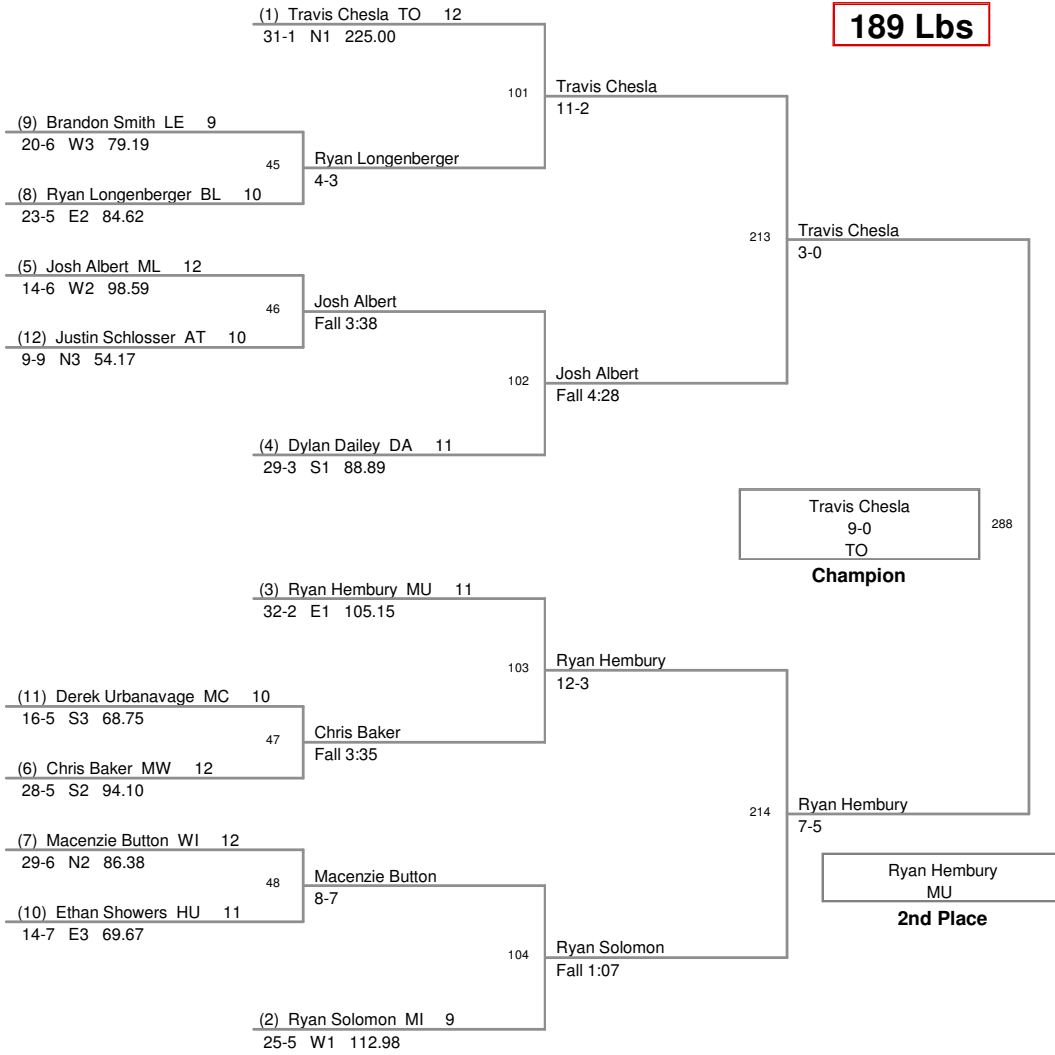 189 Lbs
(1) Travis Chesla TO 12
31-1 N1 225.00
101
Travis Chesla
11-2
(9) Brandon Smith LE 9
20-6 W3 79.19
45
Ryan Longenberger
4-3
(8) Ryan Longenberger BL 10
23-5 E2 84.62
213
Travis Chesla
3-0
(5) Josh Albert ML 12
14-6 W2 98.59
46
Josh Albert
Fall 3:38
(12) Justin Schlosser AT 10
9-9 N3 54.17
102
Josh Albert
Fall 4:28
(4) Dylan Dailey DA 11
29-3 S1 88.89
Travis Chesla
9-0
TO
288
Champion
(3) Ryan Hembury MU 11
32-2 E1 105.15
103
Ryan Hembury
12-3
(11) Derek Urbanavage MC 10
16-5 S3 68.75
47
Chris Baker
Fall 3:35
(6) Chris Baker MW 12
28-5 S2 94.10
214
Ryan Hembury
7-5
(7) Macenzie Button WI 12
29-6 N2 86.38
48
Macenzie Button
8-7
(10) Ethan Showers HU 11
14-7 E3 69.67
Ryan Hembury
MU
2nd Place
104
Ryan Solomon
Fall 1:07
(2) Ryan Solomon MI 9
25-5 W1 112.98